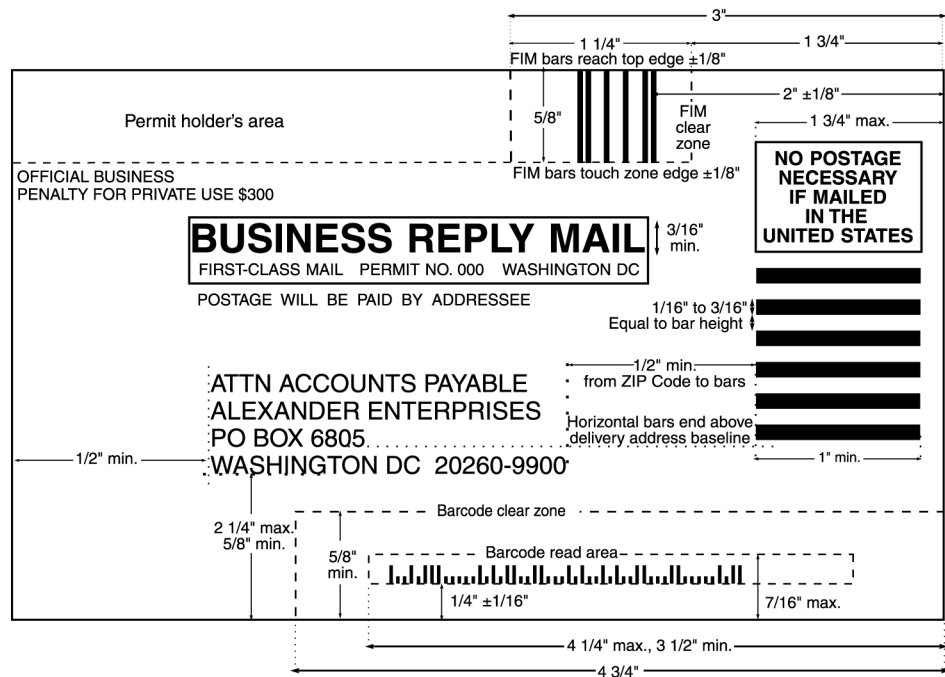 3"
1 1/4"
1 3/4"
FIM bars reach top edge ±1/8"
2" ±1/8"
5/8"
FIM
clear
zone
1 3/4" max.
Permit holder's area
FIM bars touch zone edge ±1/8"
OFFICIAL BUSINESS
PENALTY FOR PRIVATE USE $300
NO POSTAGE
NECESSARY
IF MAILED
IN THE
UNITED STATES
BUSINESS REPLY MAIL
FIRST-CLASS MAIL PERMIT NO. 000 WASHINGTON DC
3/16"
min.
POSTAGE WILL BE PAID BY ADDRESSEE
1/16" to 3/16"
Equal to bar height
1/2" min.
from ZIP Code to bars
ATTN ACCOUNTS PAYABLE
ALEXANDER ENTERPRISES
PO BOX 6805
WASHINGTON DC 20260-9900
Horizontal bars end above
delivery address baseline
1/2" min.
1" min.
2 1/4" max.
5/8" min.
Barcode clear zone
5/8"
min.
Barcode read area
1/4" ±1/16"
7/16" max.
4 1/4" max., 3 1/2" min.
4 3/4"